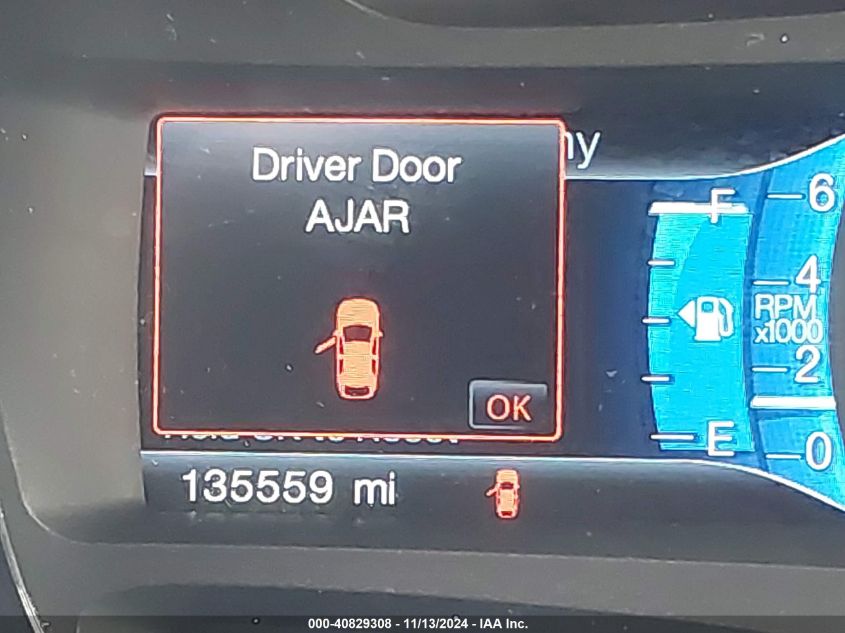 Driver Door
AJAR
OK
135559 mi
F
E
6
4
RPM
x1000
2
0
000-40829308 - 11/13/2024 - IAA Inc.